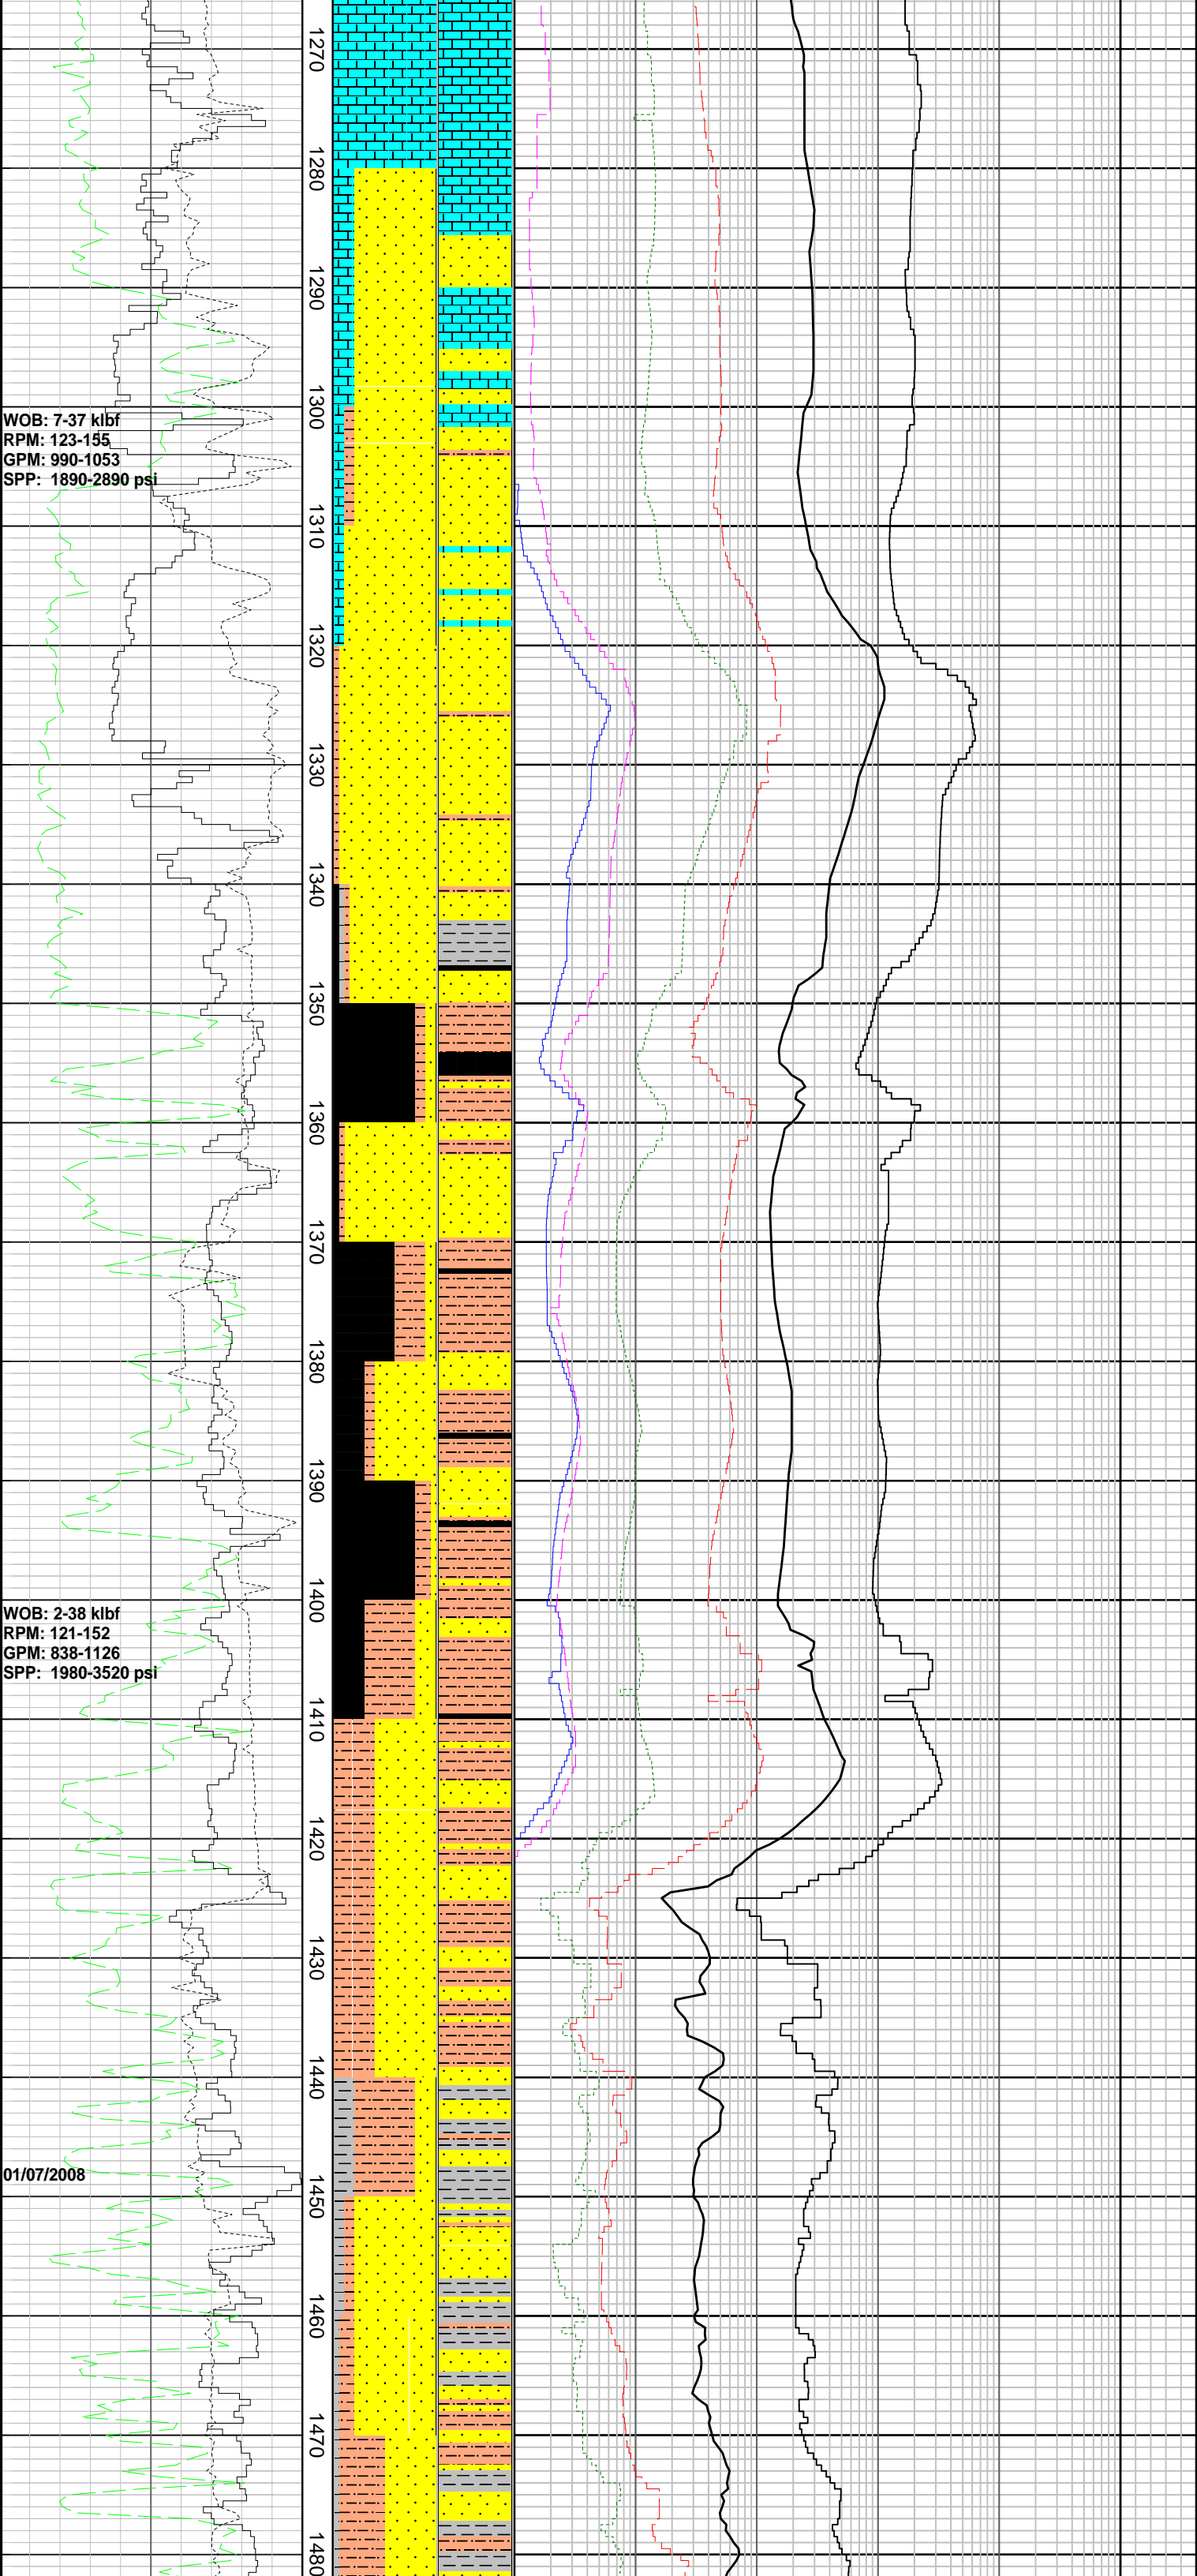 1270
1280
1290
1300
WOB: 7-37 klbf
RPM: 123-155
GPM: 990-1053
SPP: 1890-2890 psi
1310
1320
1330
1340
1350
1360
1370
1380
1390
1400
WOB: 2-38 klbf
RPM: 121-152
GPM: 838-1126
SPP: 1980-3520 psi
1410
1420
1430
1440
01/07/2008
1450
1460
1470
1480